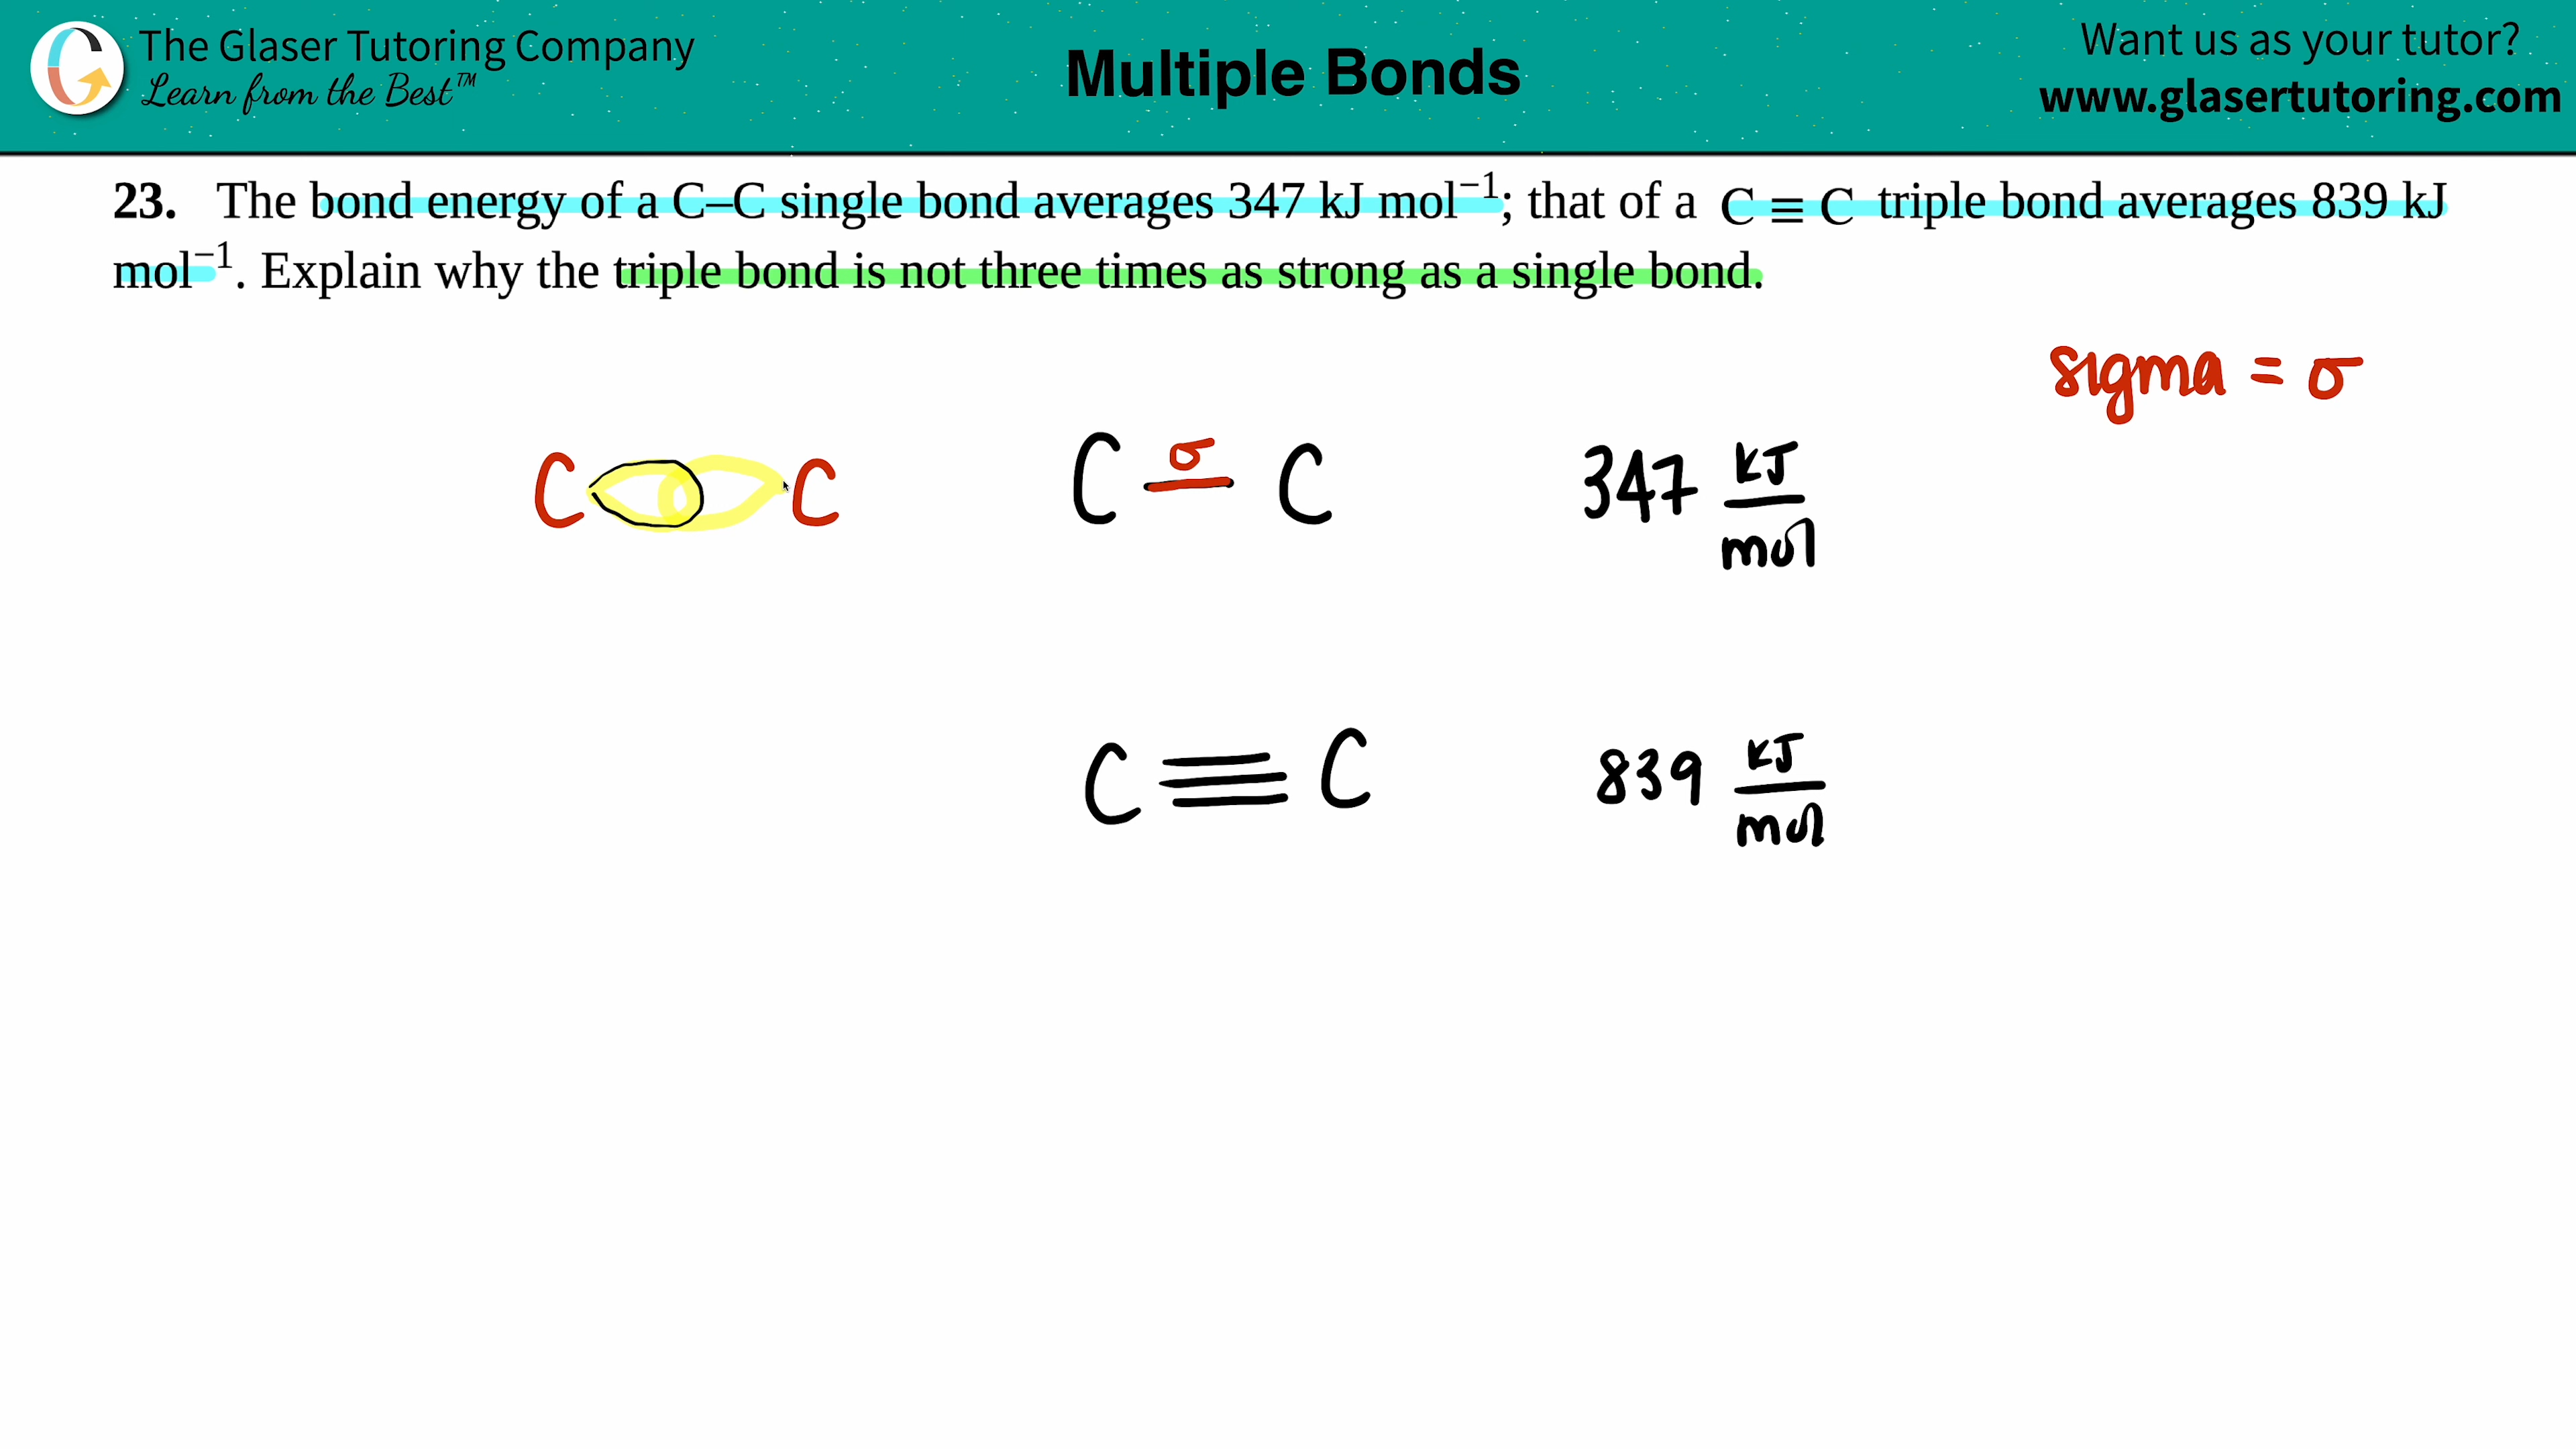 The Glaser Tutoring Company
Learn from the Best™
Multiple Bonds
Want us as your tutor?
www.glasertutoring.com
23. The bond energy of a C–C single bond averages 347 kJ mol⁻¹; that of a C ≡ C triple bond averages 839 kJ
mol⁻¹. Explain why the triple bond is not three times as strong as a single bond.
sigma = σ
C C
σ
C — C
347 kJ/mol
C ≡ C
839 kJ/mol